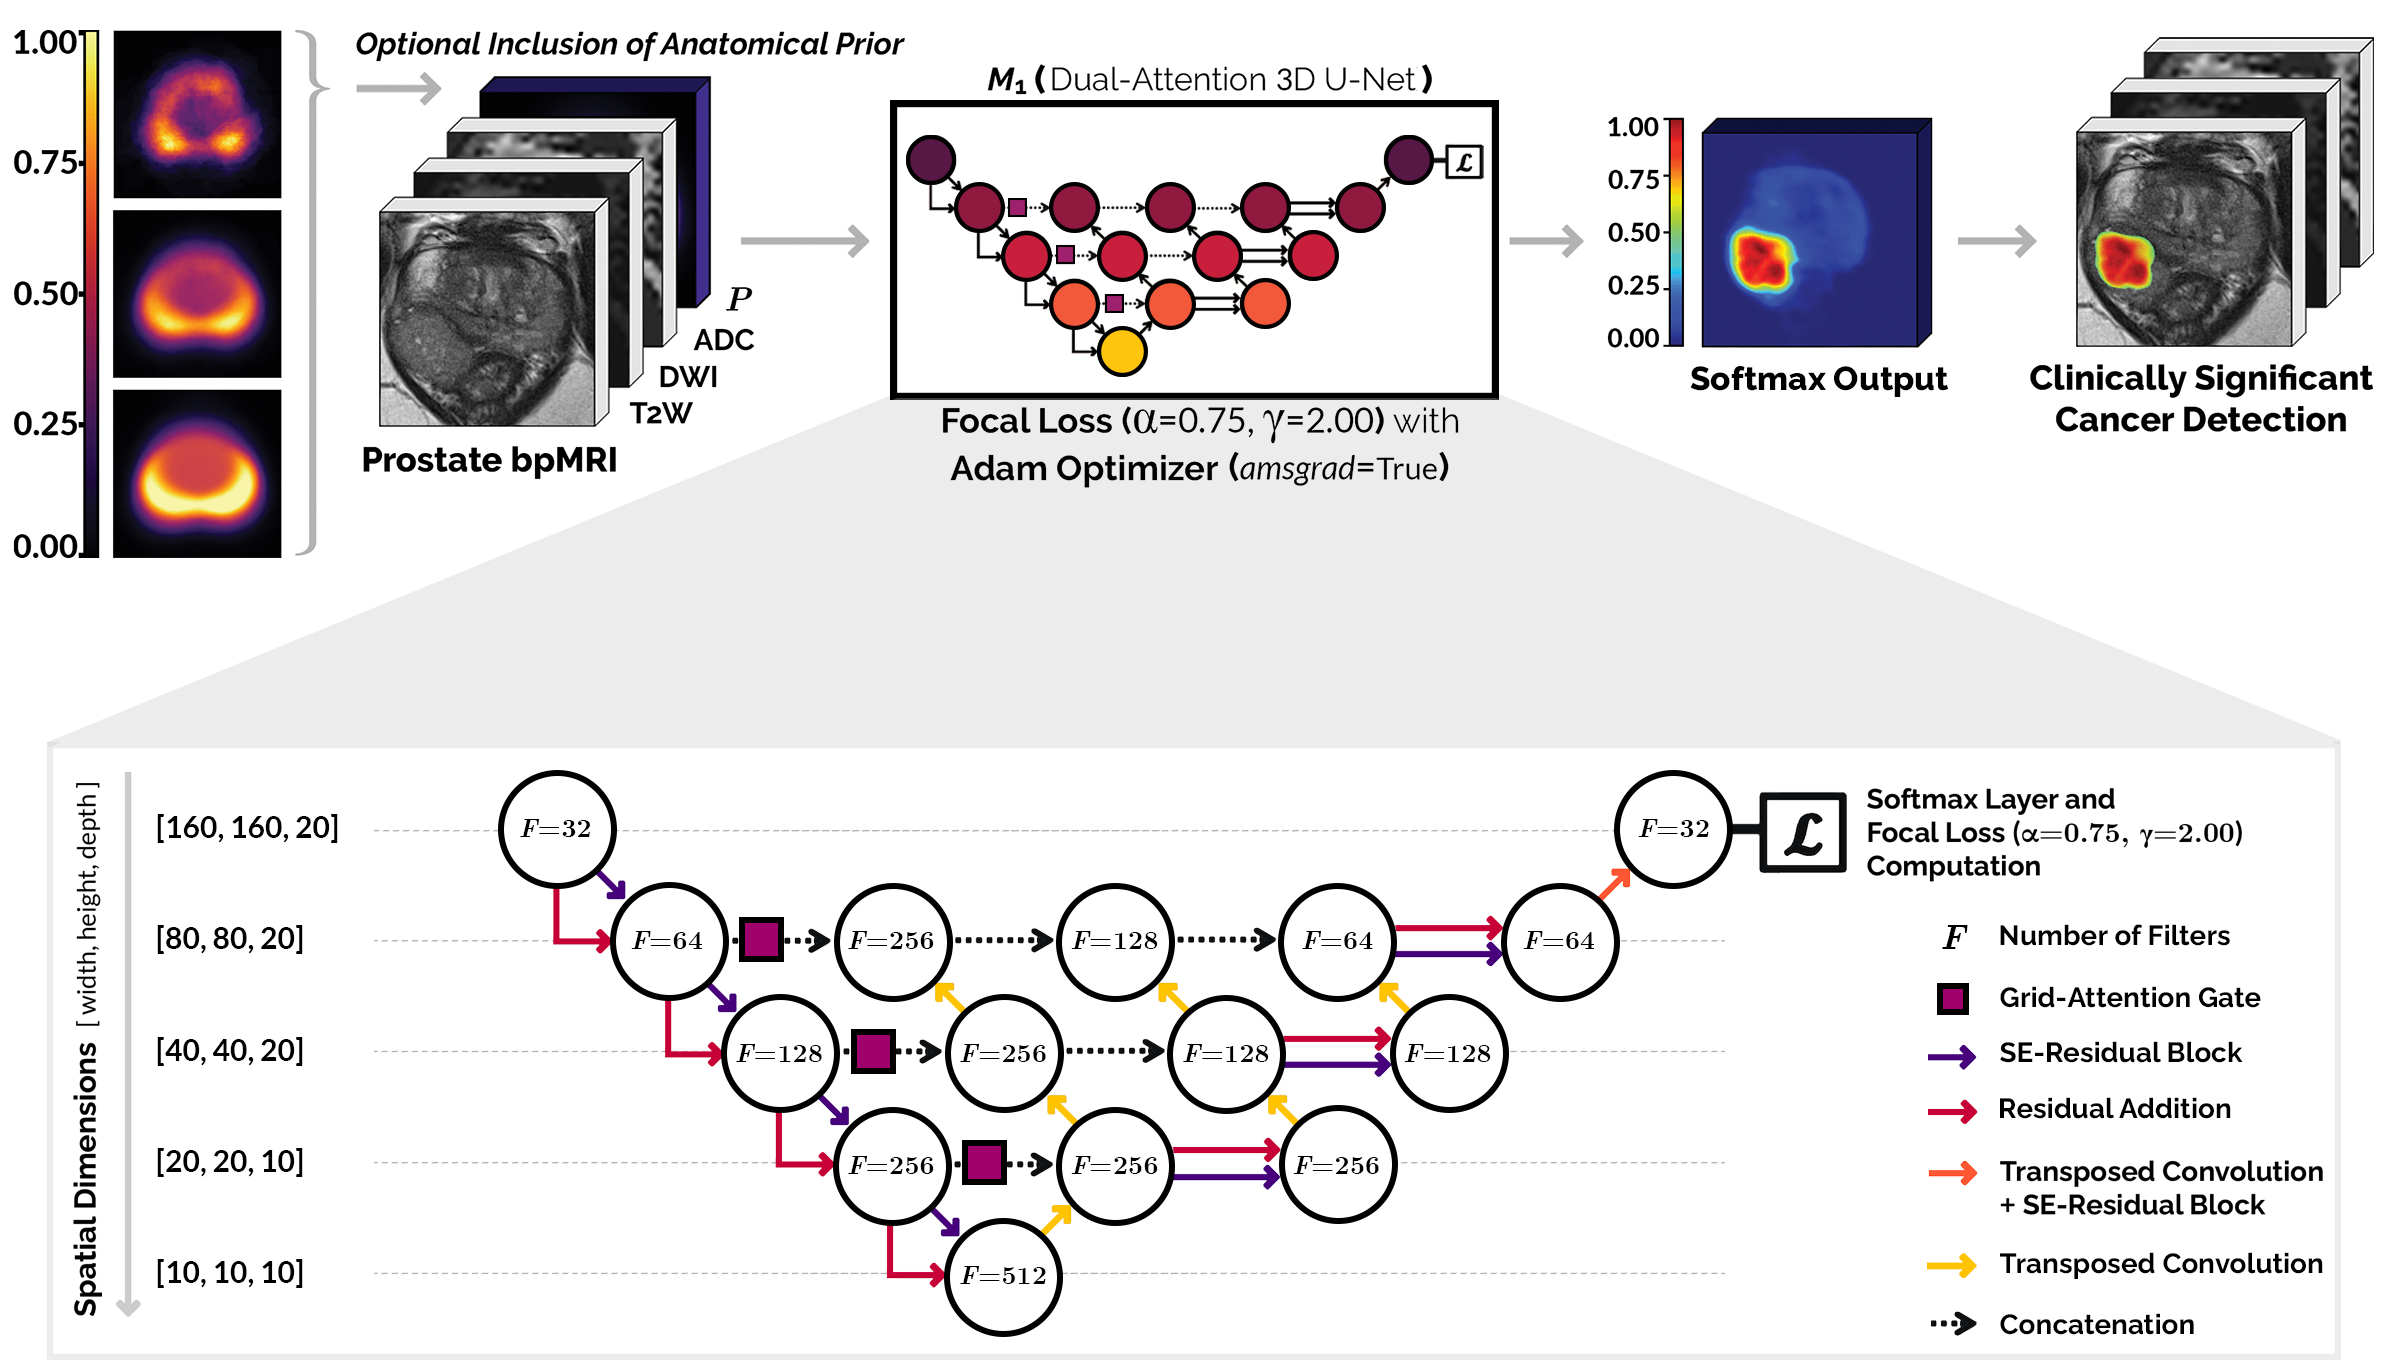 1.00
0.75
0.50
0.25
0.00
Optional Inclusion of Anatomical Prior
P
ADC
DWI
T2W
Prostate bpMRI
M1 (Dual-Attention 3D U-Net)
ℒ
Focal Loss (α=0.75, γ=2.00) with
Adam Optimizer (amsgrad=True)
1.00
0.75
0.50
0.25
0.00
Softmax Output
Clinically Significant
Cancer Detection
Spatial Dimensions [ width, height, depth ]
[160, 160, 20]
F=32
F=32
ℒ
Softmax Layer and
Focal Loss (α=0.75, γ=2.00)
Computation
[80, 80, 20]
F=64
F=256
F=128
F=64
F=64
[40, 40, 20]
F=128
F=256
F=128
F=128
[20, 20, 10]
F=256
F=256
F=256
[10, 10, 10]
F=512
F Number of Filters
Grid-Attention Gate
SE-Residual Block
Residual Addition
Transposed Convolution
+ SE-Residual Block
Transposed Convolution
Concatenation